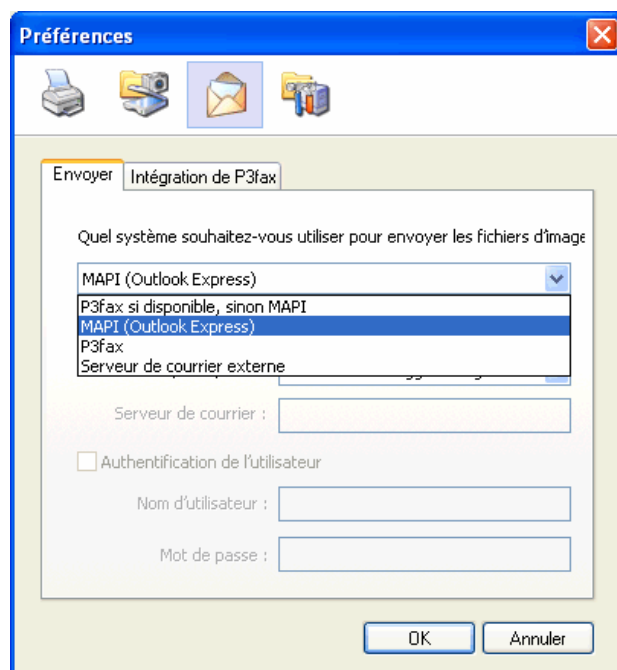 Préférences
Envoyer
Intégration de P3fax
Quel système souhaitez-vous utiliser pour envoyer les fichiers d'image
MAPI (Outlook Express)
P3fax si disponible, sinon MAPI
MAPI (Outlook Express)
P3fax
Serveur de courrier externe
Serveur de courrier :
Authentification de l'utilisateur
Nom d'utilisateur :
Mot de passe :
OK
Annuler